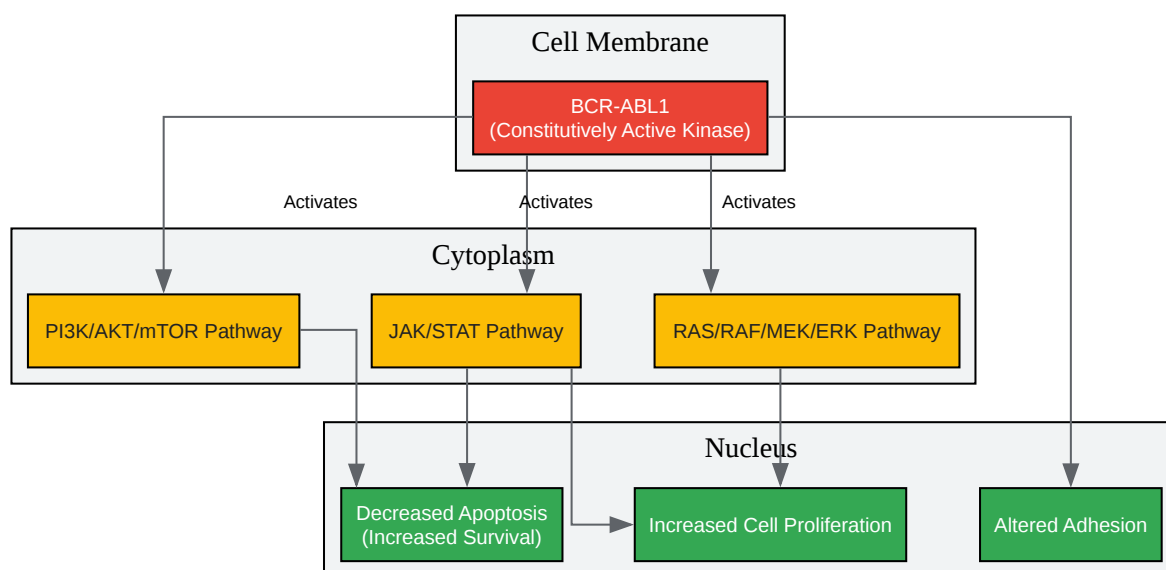 Cell Membrane
BCR-ABL1
(Constitutively Active Kinase)
Activates
Activates
Activates
Cytoplasm
PI3K/AKT/mTOR Pathway
JAK/STAT Pathway
RAS/RAF/MEK/ERK Pathway
Nucleus
Decreased Apoptosis
(Increased Survival)
Increased Cell Proliferation
Altered Adhesion